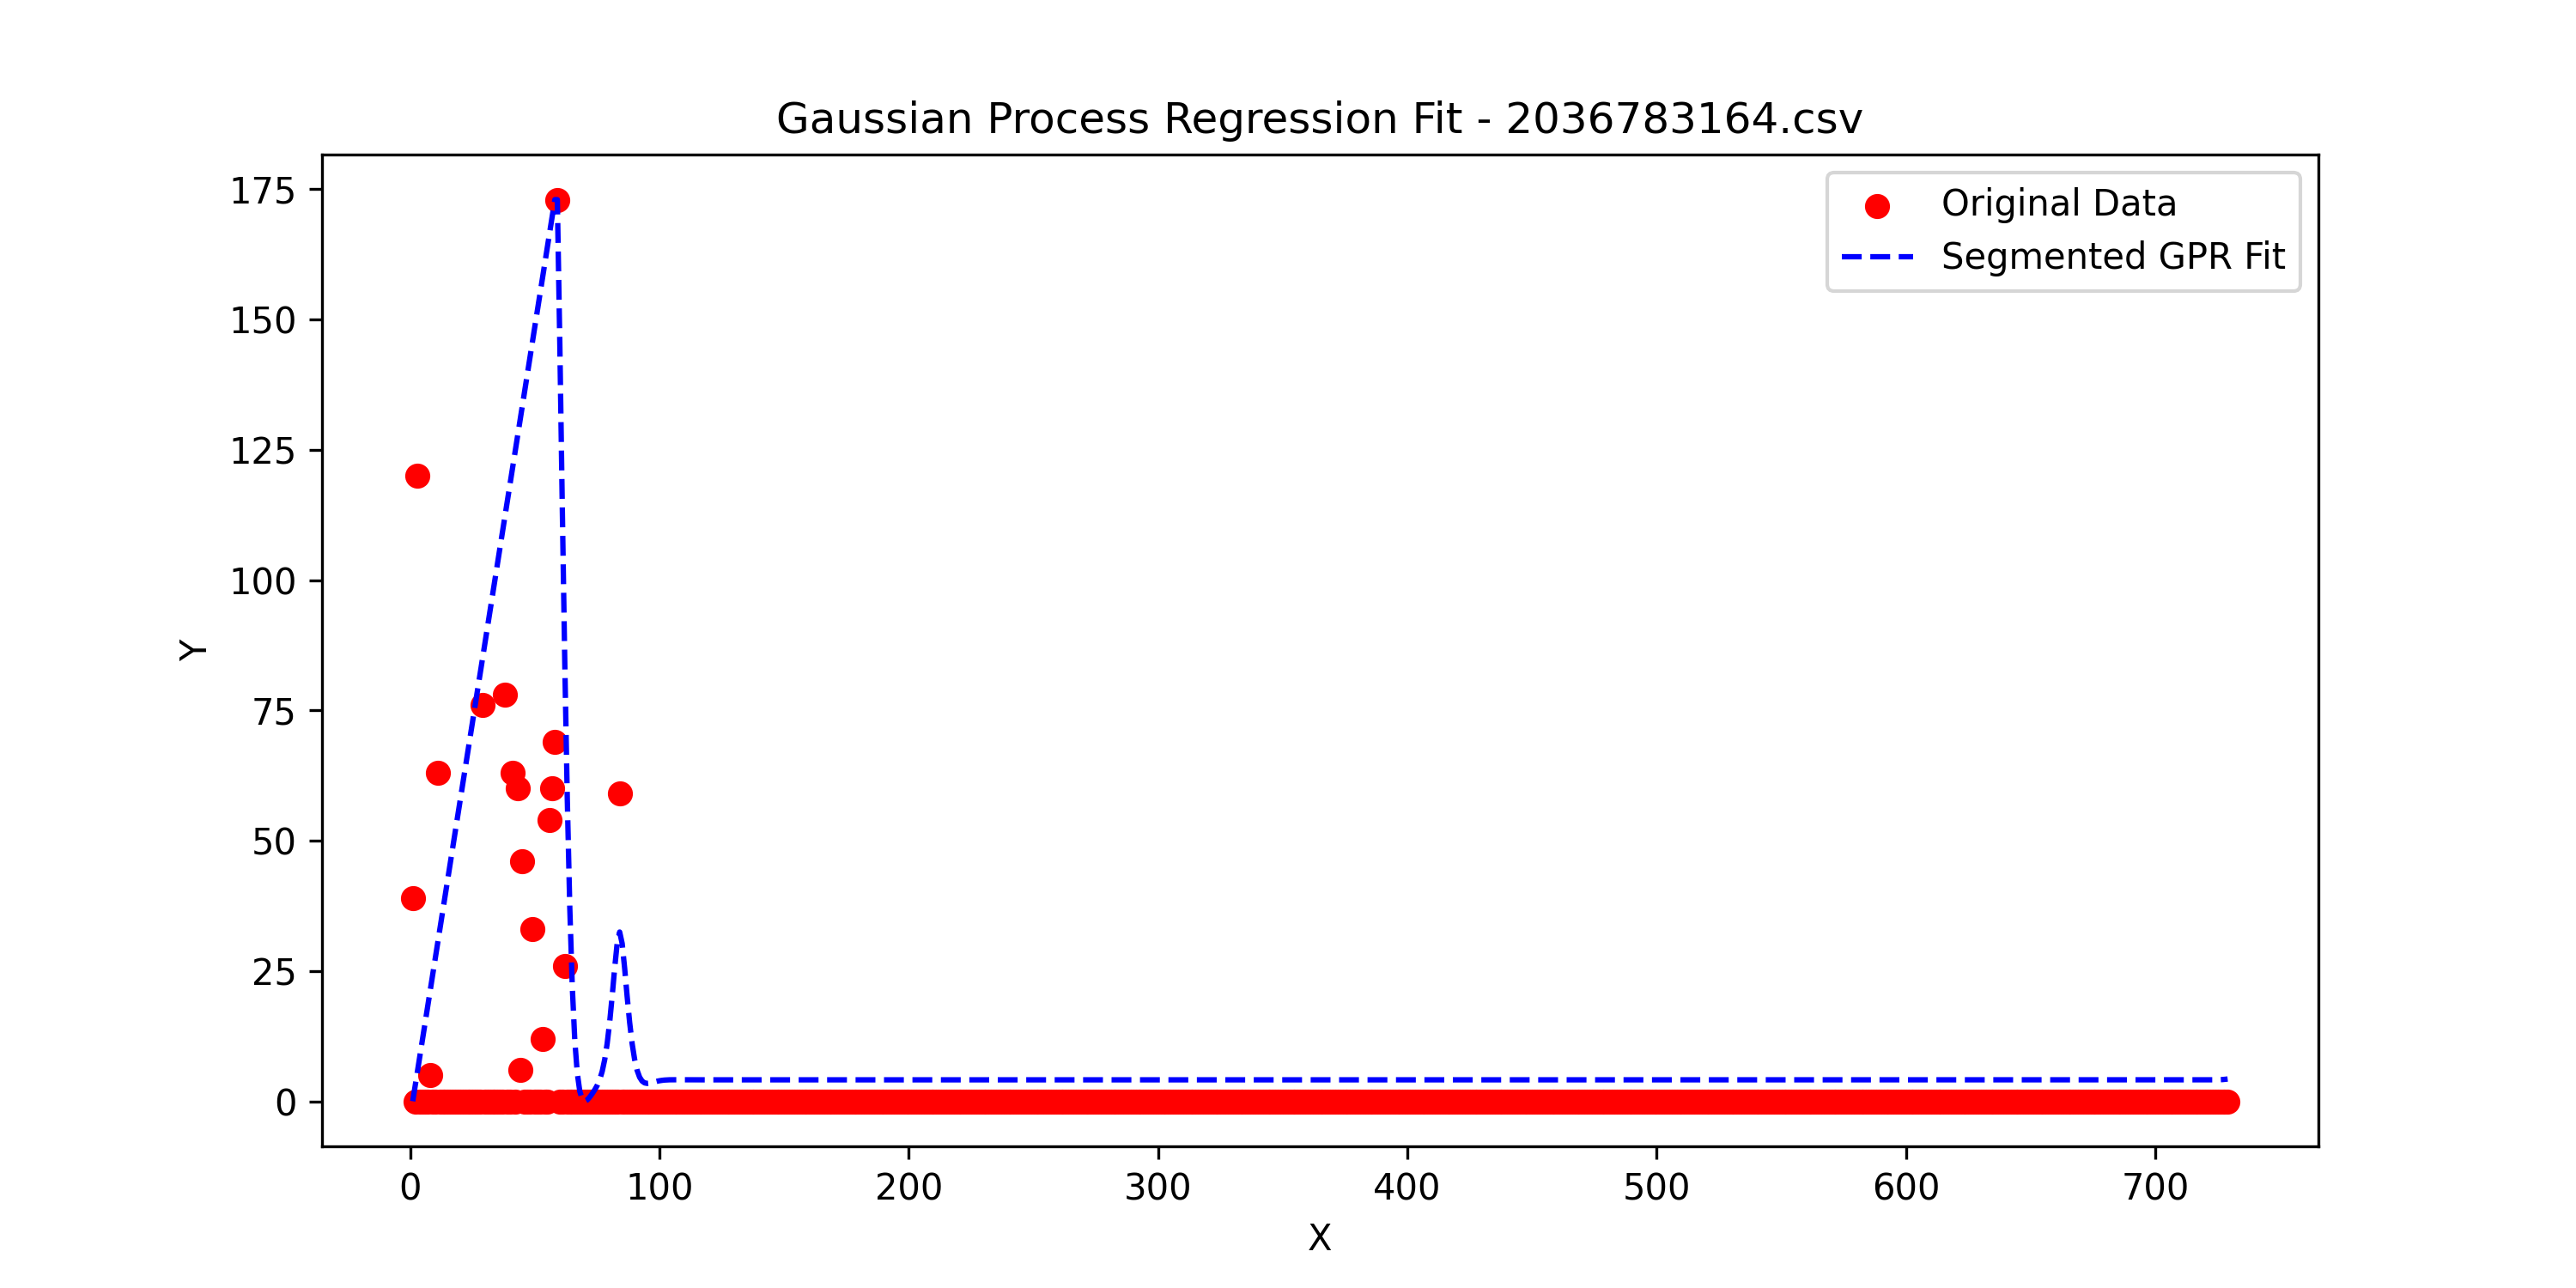 Gaussian Process Regression Fit - 2036783164.csv
Original Data
Segmented GPR Fit
175
150
125
100
75
50
25
0
Y
0 100 200 300 400 500 600 700
X